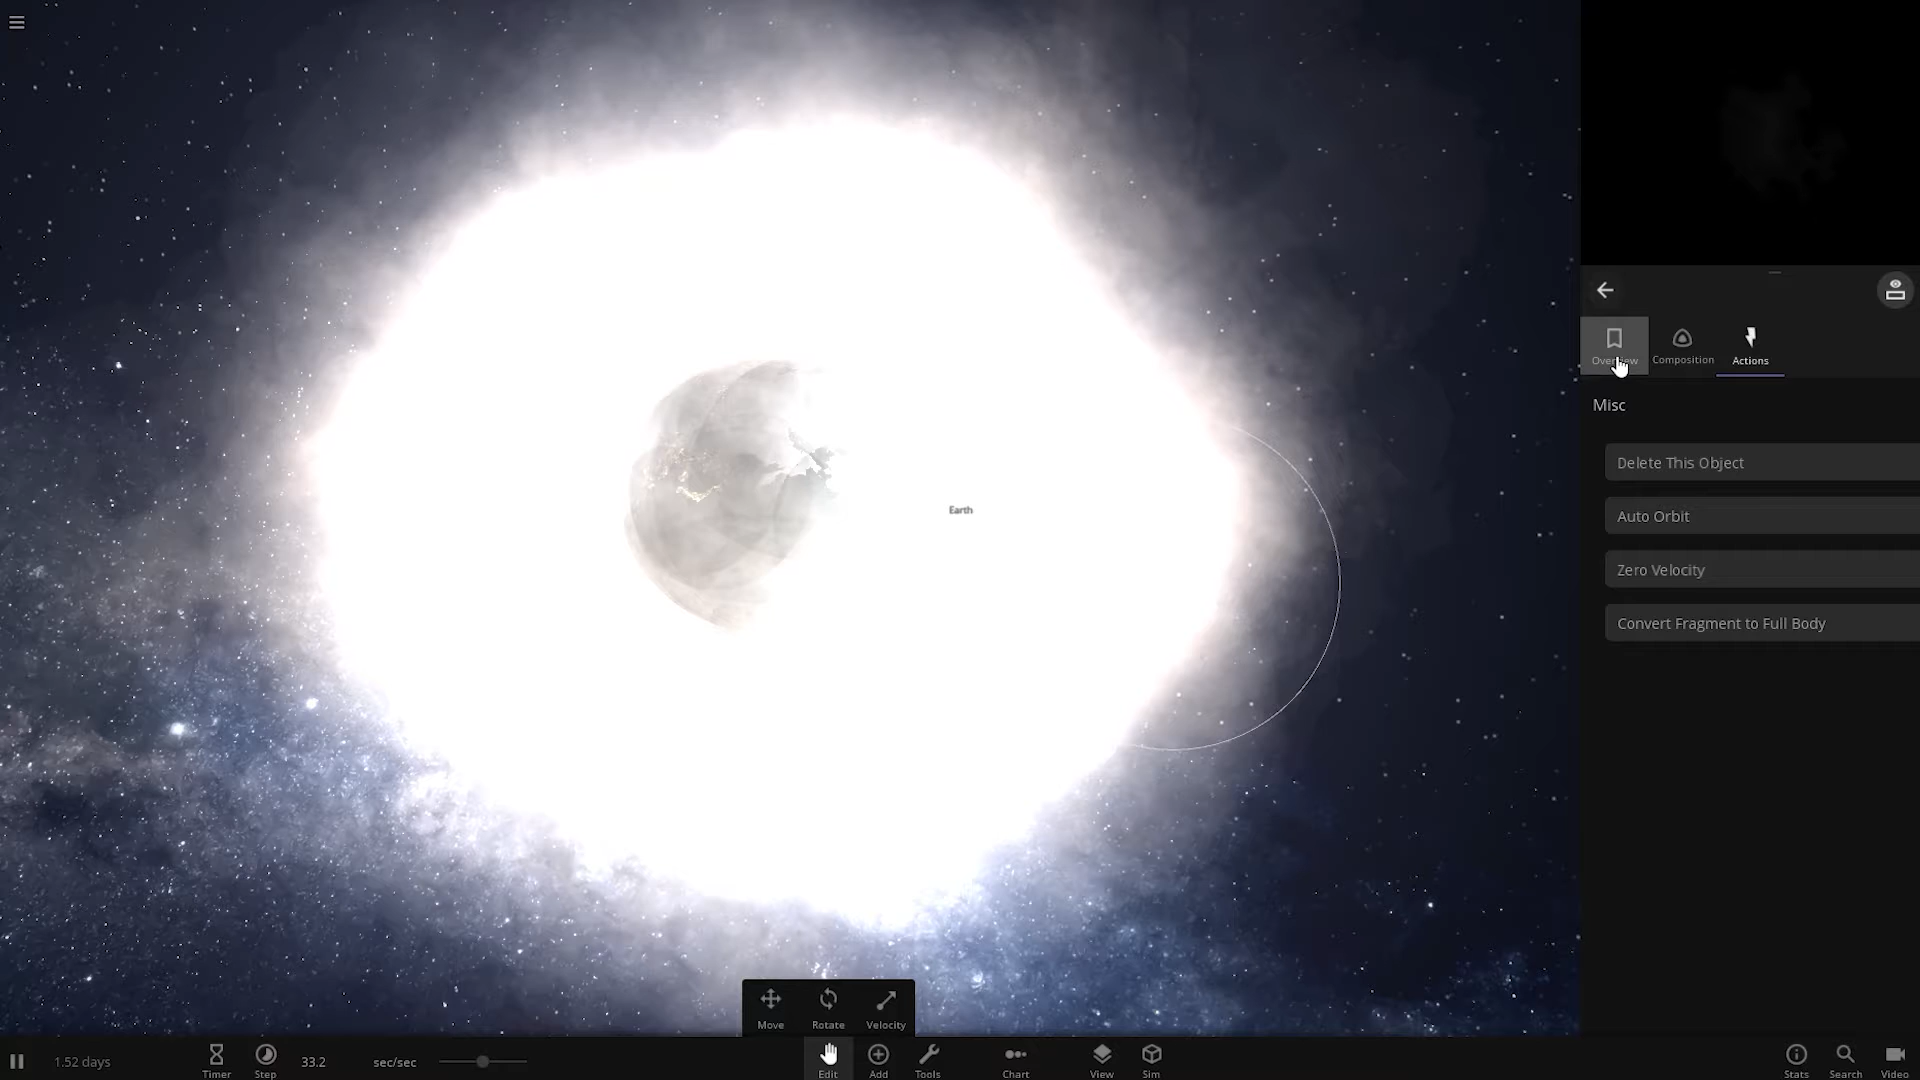 Overview
Composition
Actions
Misc
Delete This Object
Auto Orbit
Zero Velocity
Convert Fragment to Full Body
Earth
Move
Rotate
Velocity
1.52 days
Timer
Step
33.2
sec/sec
Edit
Add
Tools
Chart
View
Sim
Stats
Search
Video